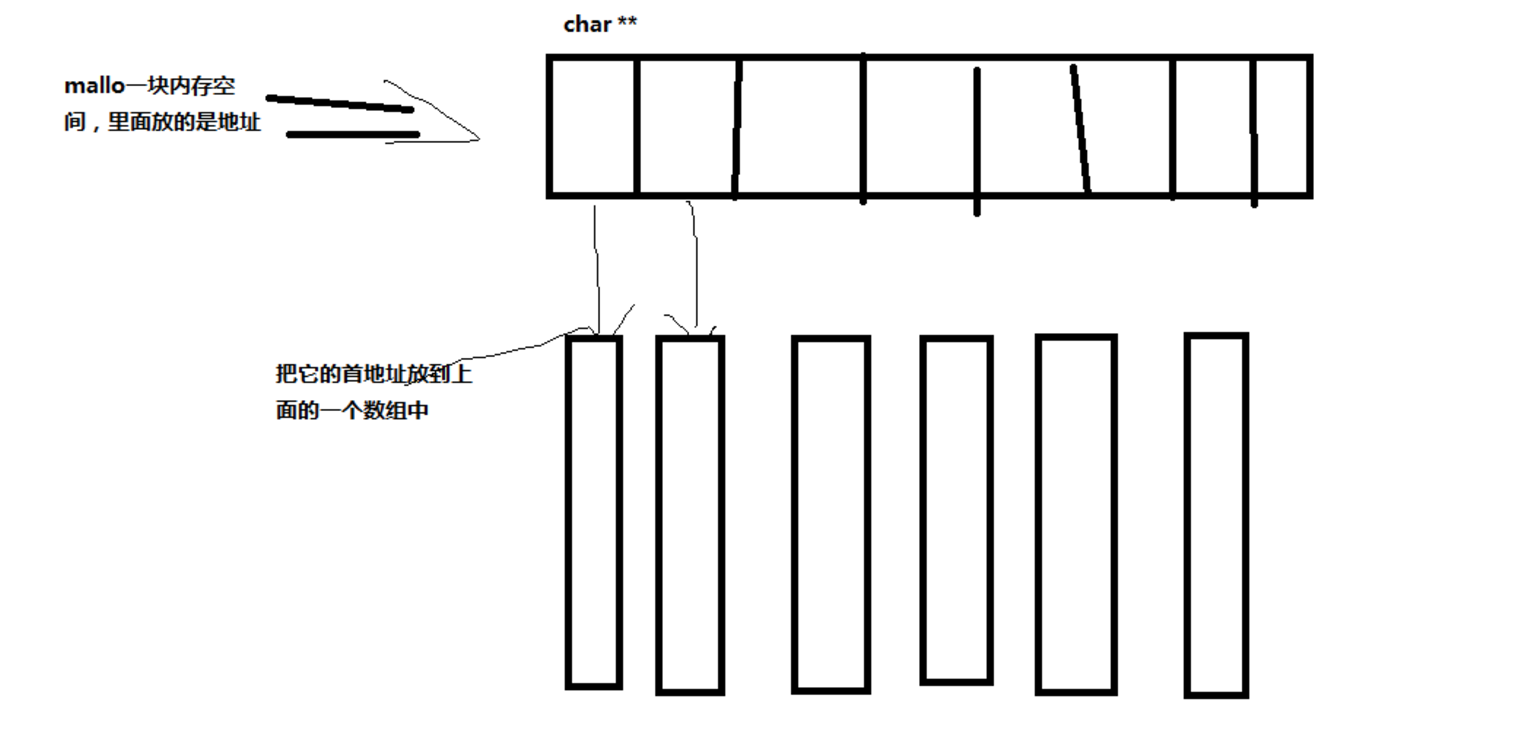 char **
mallo一块内存空
间，里面放的是地址
把它的首地址放到上
面的一个数组中